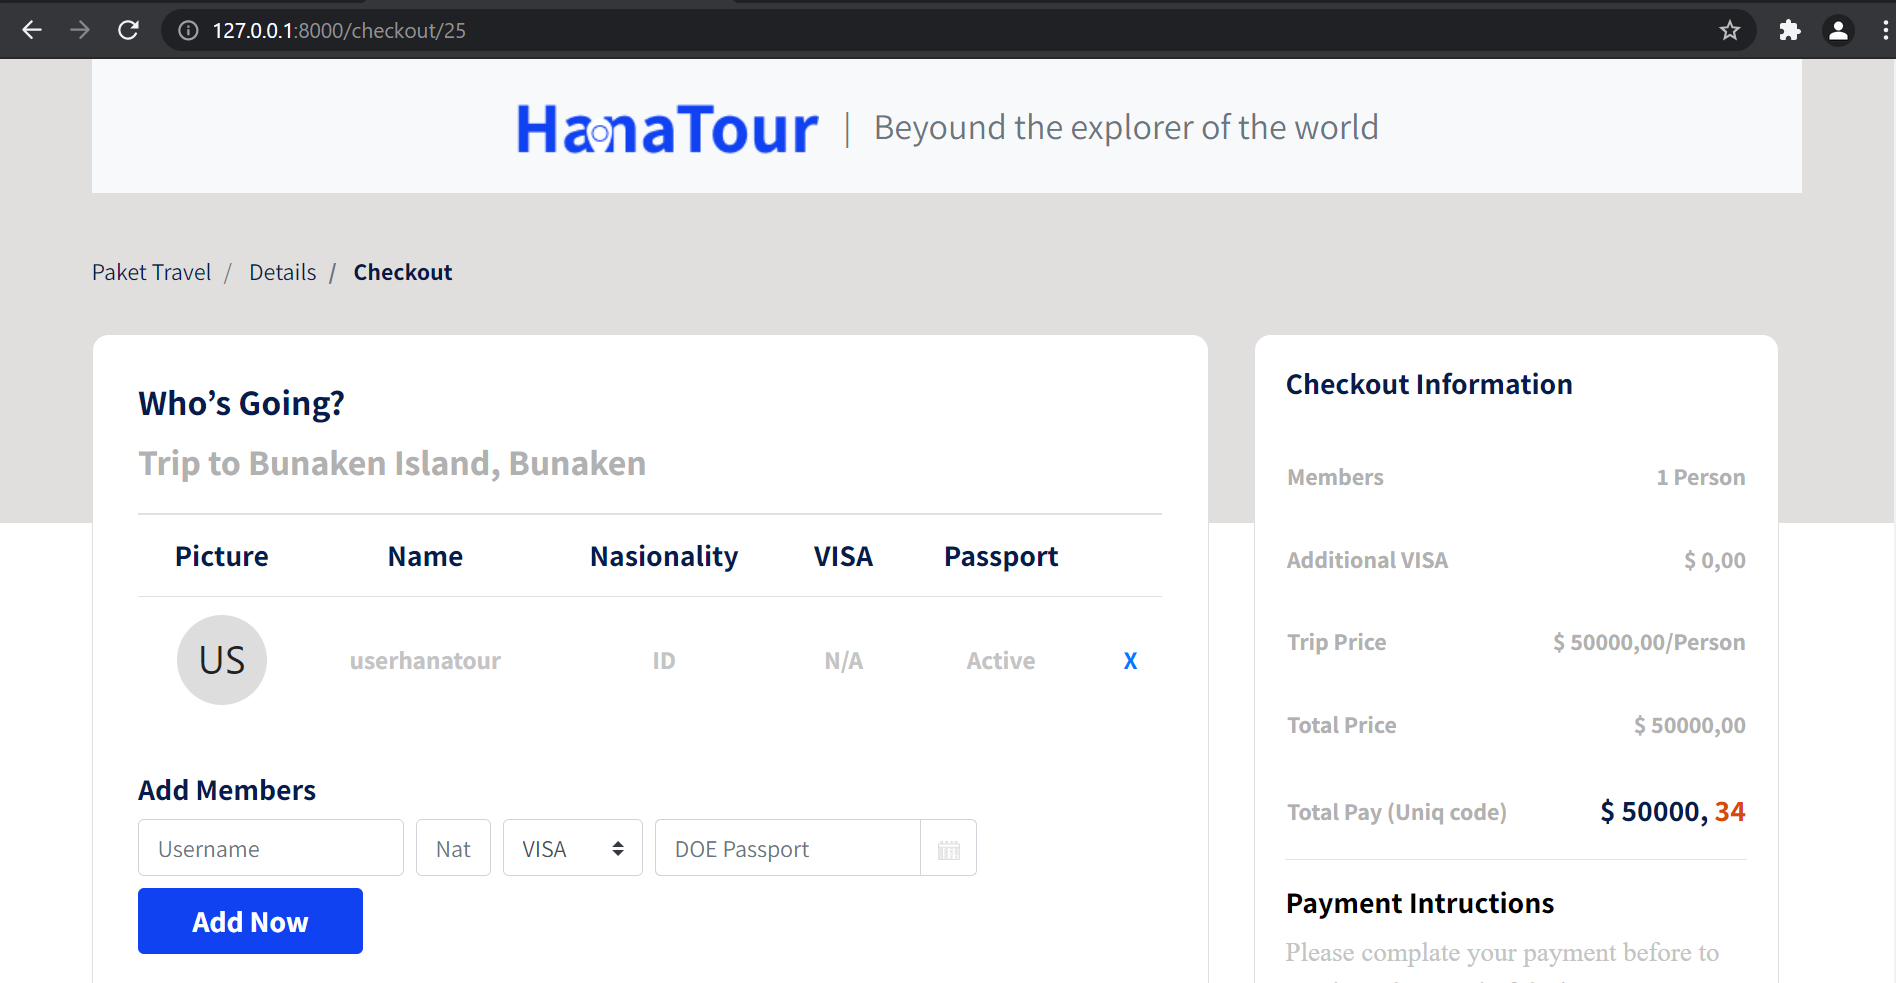 127.0.0.1:8000/checkout/25
HanaTour | Beyound the explorer of the world
Paket Travel / Details / Checkout
Who’s Going?
Trip to Bunaken Island, Bunaken
Picture Name Nasionality VISA Passport
US userhanatour ID N/A Active X
Add Members
Username Nat VISA DOE Passport
Add Now
Checkout Information
Members 1 Person
Additional VISA $ 0,00
Trip Price $ 50000,00/Person
Total Price $ 50000,00
Total Pay (Uniq code) $ 50000, 34
Payment Intructions
Please complate your payment before to